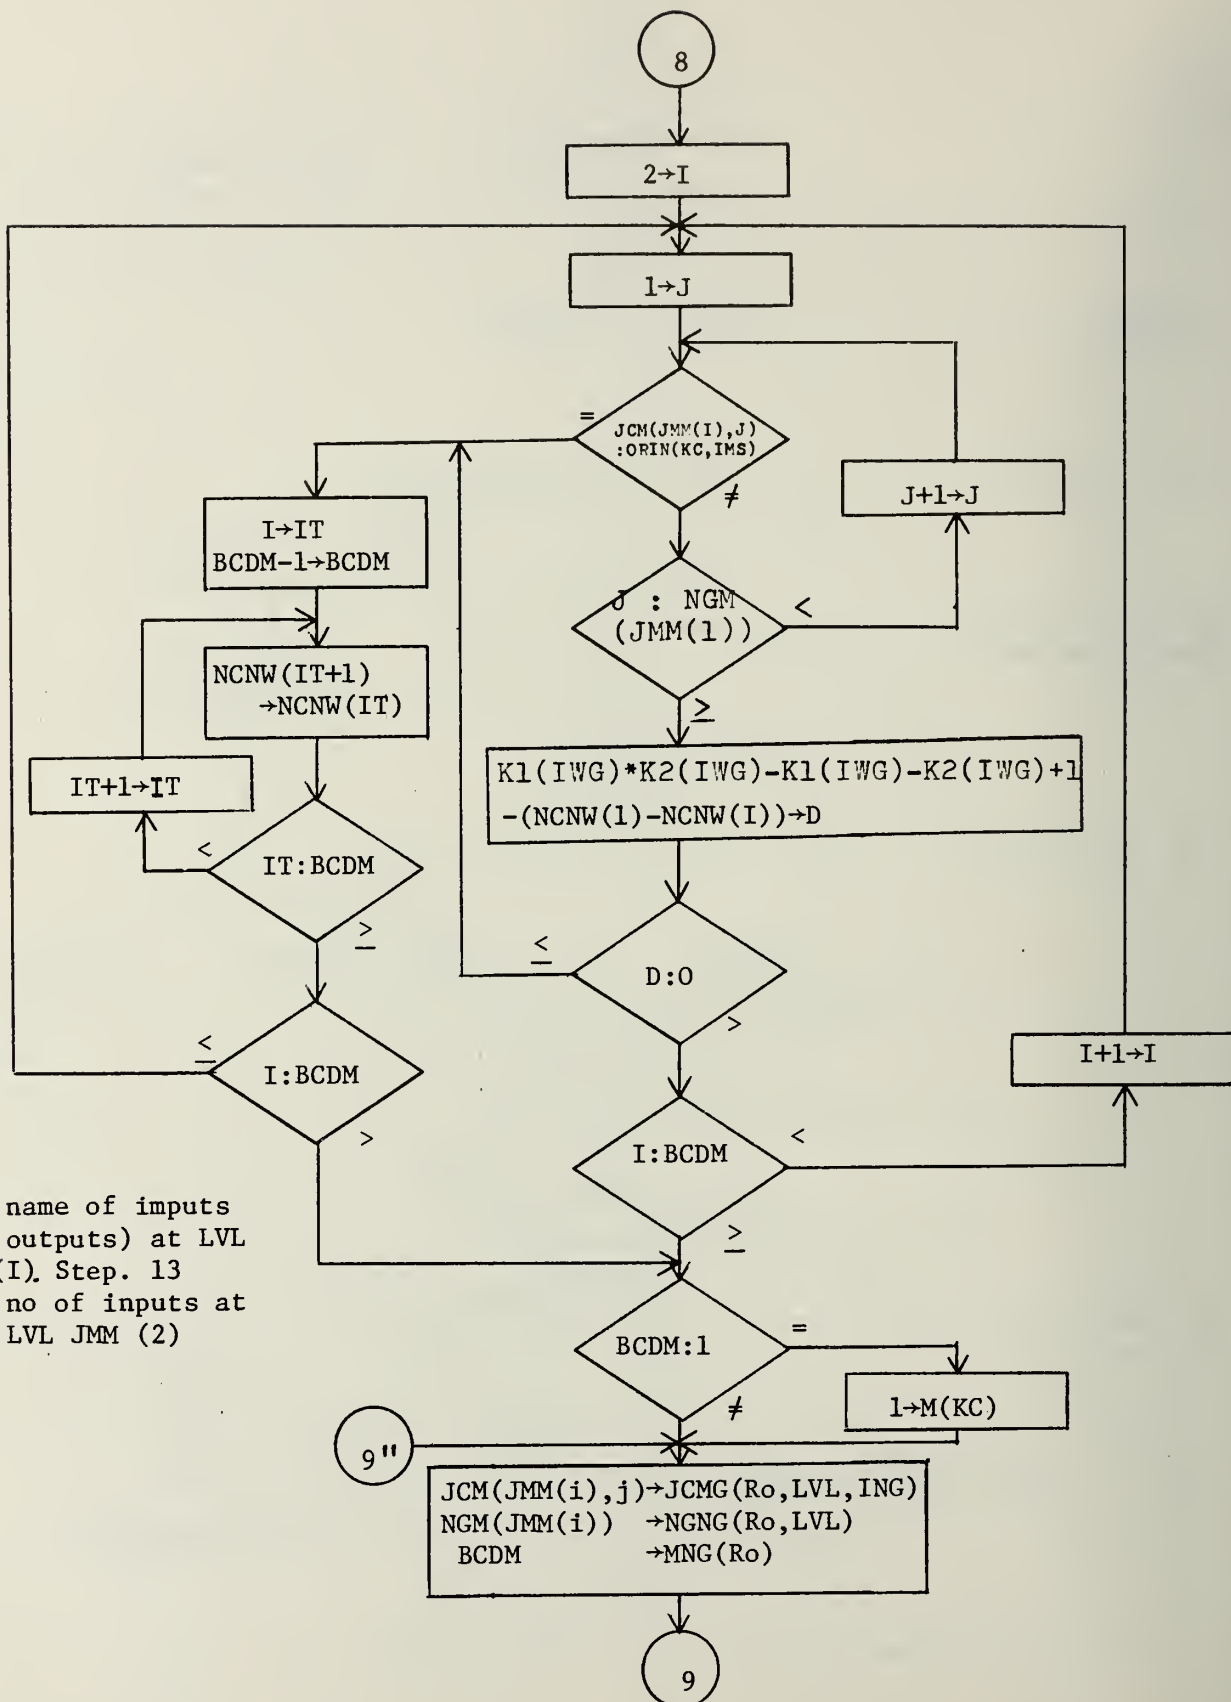 8
2→I
1→J
=
JCM(JMM(I),J)
:ORIN(KC,IMS)
≠
J+1→J
I→IT
BCDM-1→BCDM
J : NGM
(JMM(1))
<
≥
NCNW(IT+1)
→NCNW(IT)
K1(IWG)*K2(IWG)-K1(IWG)-K2(IWG)+1
-(NCNW(1)-NCNW(I))→D
IT+1→IT
<
IT:BCDM
≥
≤
D:0
>
≤
I:BCDM
>
I+1→I
I:BCDM
<
≥
name of imputs
outputs) at LVL
(I). Step. 13
no of inputs at
LVL JMM (2)
BCDM:1
=
≠
1→M(KC)
9"
JCM(JMM(i),j)→JCMG(Ro,LVL,ING)
NGM(JMM(i)) →NGNG(Ro,LVL)
BCDM →MNG(Ro)
9